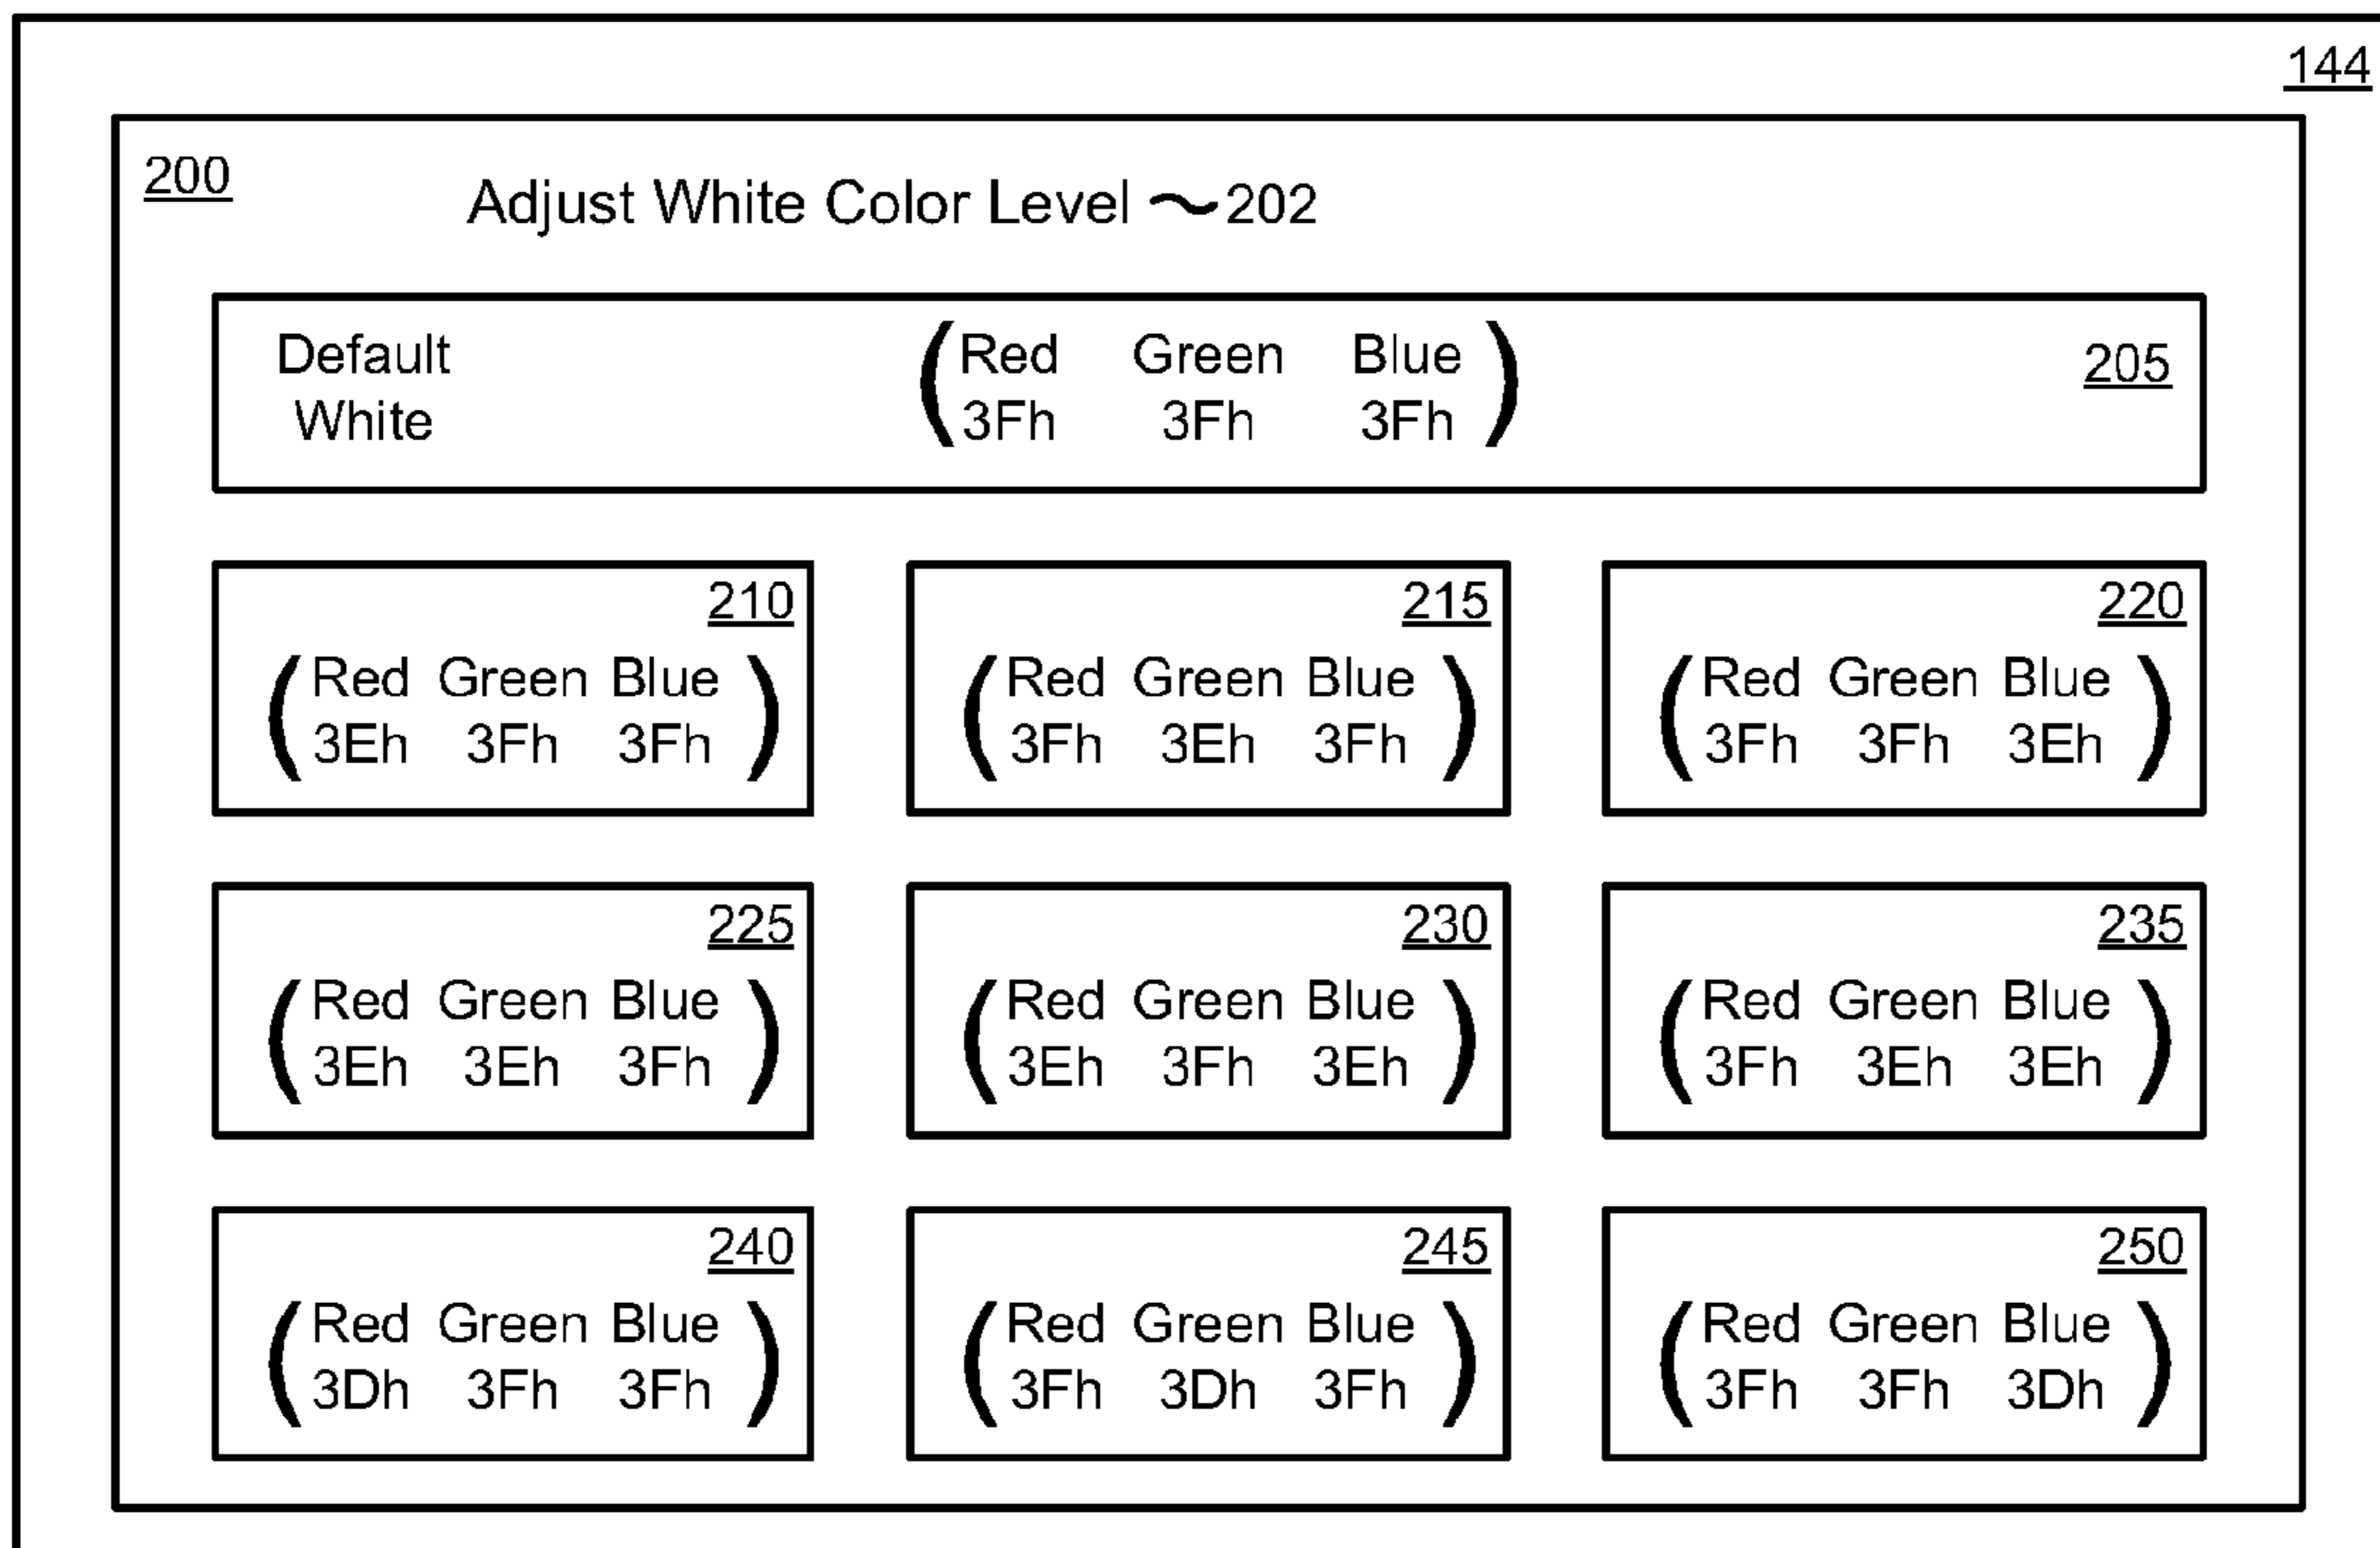 144
200
Adjust White Color Level ~202
Default Red Green Blue 205
White 3Fh 3Fh 3Fh
210 215 220
(Red Green Blue) (Red Green Blue) (Red Green Blue)
3Eh 3Fh 3Fh 3Fh 3Eh 3Fh 3Fh 3Fh 3Eh
225 230 235
(Red Green Blue) (Red Green Blue) (Red Green Blue)
3Eh 3Eh 3Fh 3Eh 3Fh 3Eh 3Fh 3Eh 3Eh
240 245 250
(Red Green Blue) (Red Green Blue) (Red Green Blue)
3Dh 3Fh 3Fh 3Fh 3Dh 3Fh 3Fh 3Fh 3Dh